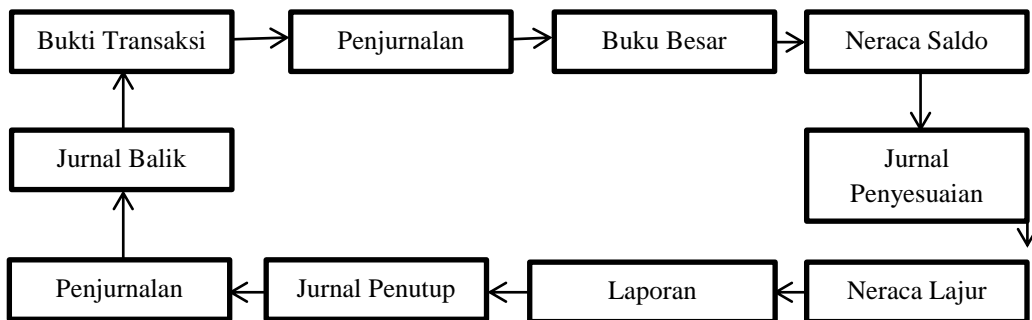 Bukti Transaksi
Penjurnalan
Buku Besar
Neraca Saldo
Jurnal Balik
Jurnal
Penyesuaian
Penjurnalan
Jurnal Penutup
Laporan
Neraca Lajur